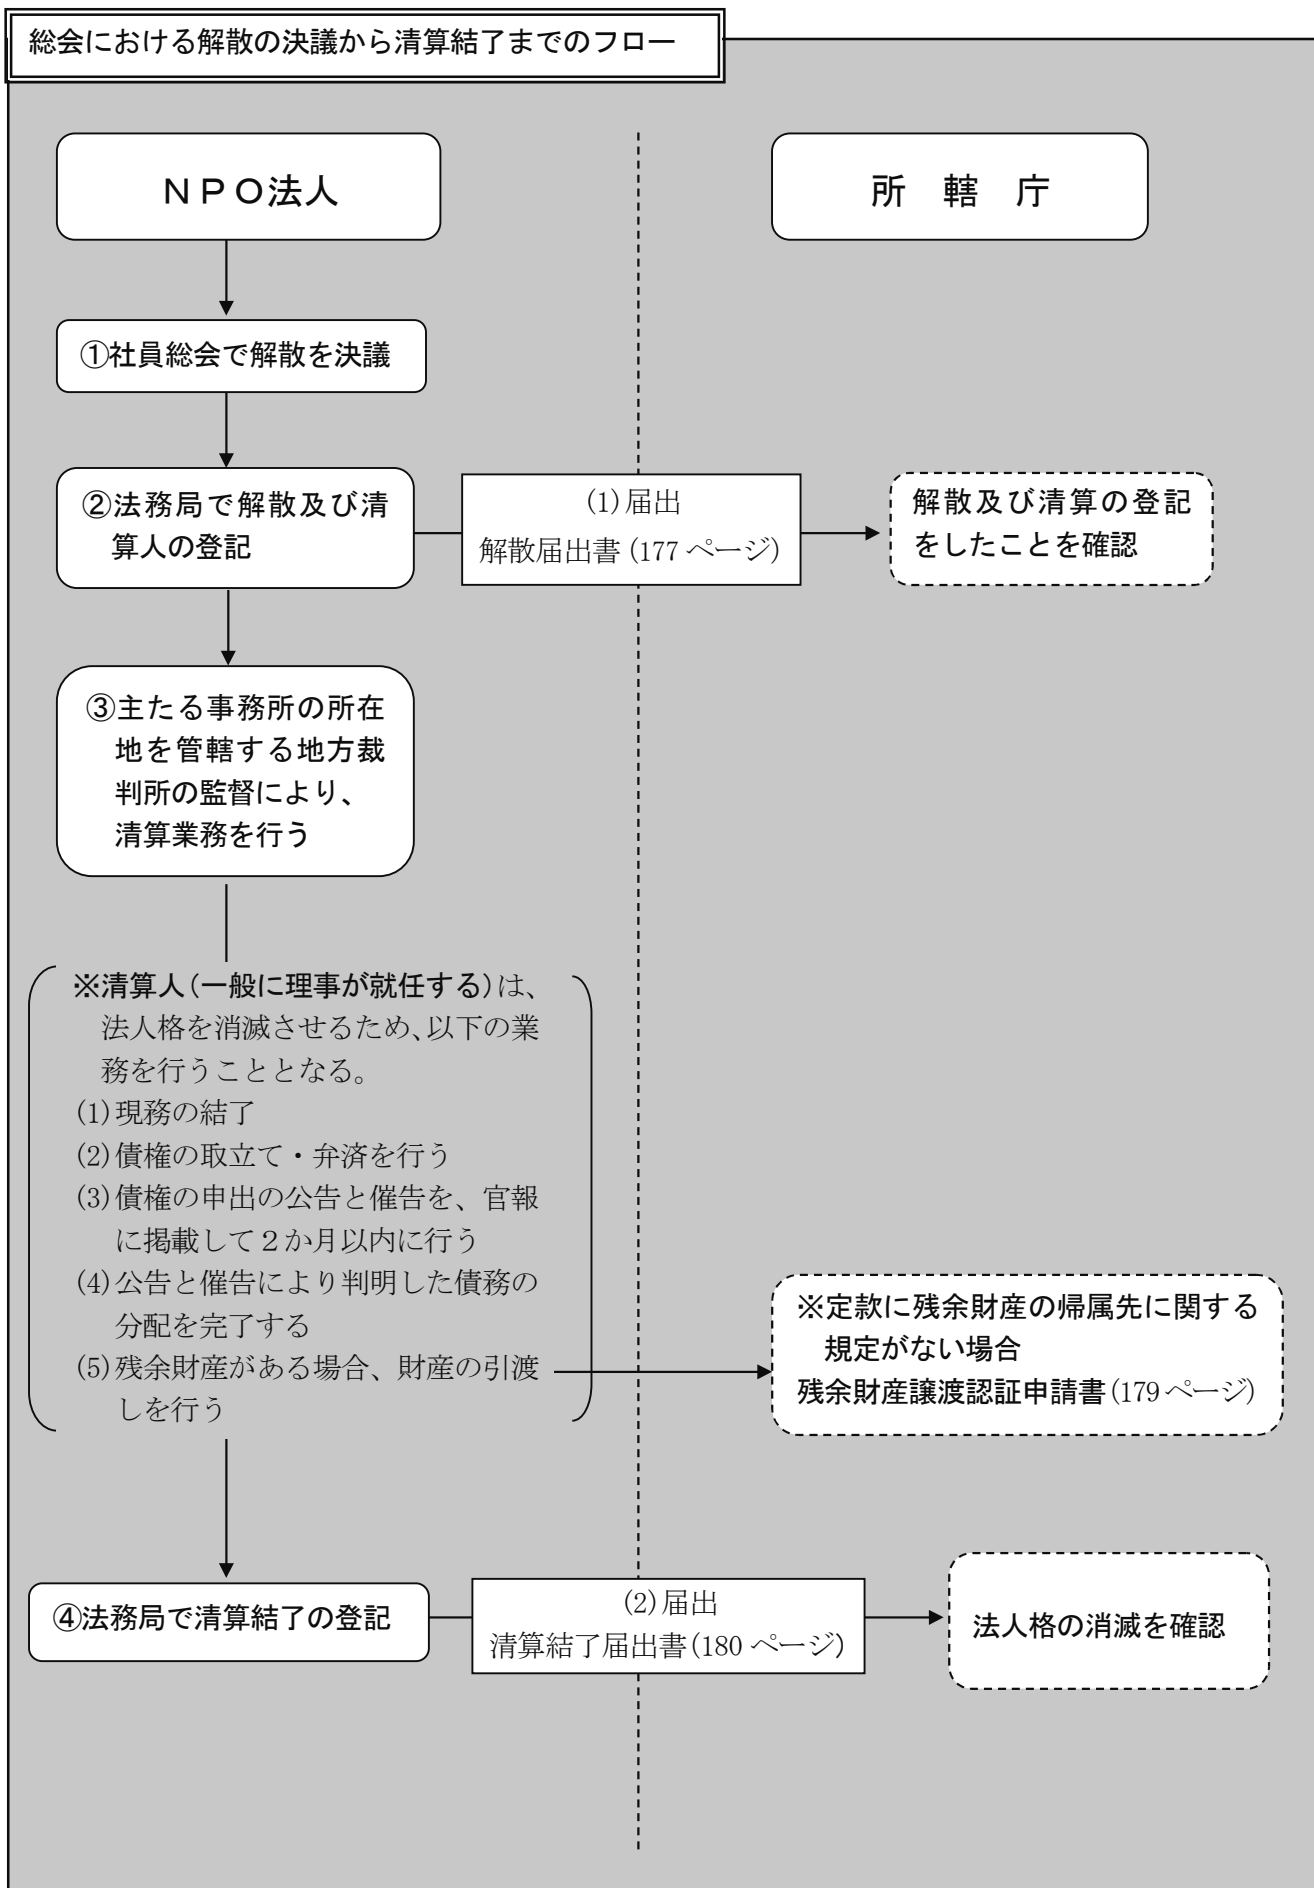 総会における解散の決議から清算結了までのフロー
ＮＰＯ法人
所　轄　庁
①社員総会で解散を決議
②法務局で解散及び清
算人の登記
(1)届出
解散届出書(177 ページ)
解散及び清算の登記
をしたことを確認
③主たる事務所の所在
地を管轄する地方裁
判所の監督により、
清算業務を行う
※清算人(一般に理事が就任する)は、
法人格を消滅させるため、以下の業
務を行うこととなる。
(1)現務の結了
(2)債権の取立て・弁済を行う
(3)債権の申出の公告と催告を、官報
に掲載して２か月以内に行う
(4)公告と催告により判明した債務の
分配を完了する
(5)残余財産がある場合、財産の引渡
しを行う
※定款に残余財産の帰属先に関する
規定がない場合
残余財産譲渡認証申請書(179 ページ)
④法務局で清算結了の登記
(2)届出
清算結了届出書(180 ページ)
法人格の消滅を確認